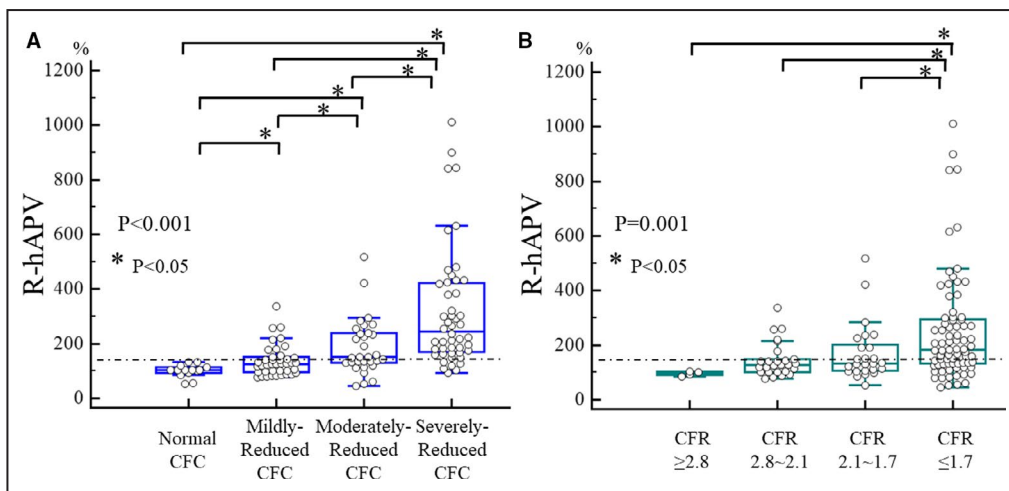 A
%
1200
1000
800
600
400
200
0
R-hAPV
*
*
*
*
*
*
P<0.001
* P<0.05
Normal
CFC
Mildly-
Reduced
CFC
Moderately-
Reduced
CFC
Severely-
Reduced
CFC
B
%
1200
1000
800
600
400
200
0
R-hAPV
*
*
*
P=0.001
* P<0.05
CFR
≥2.8
CFR
2.8~2.1
CFR
2.1~1.7
CFR
≤1.7